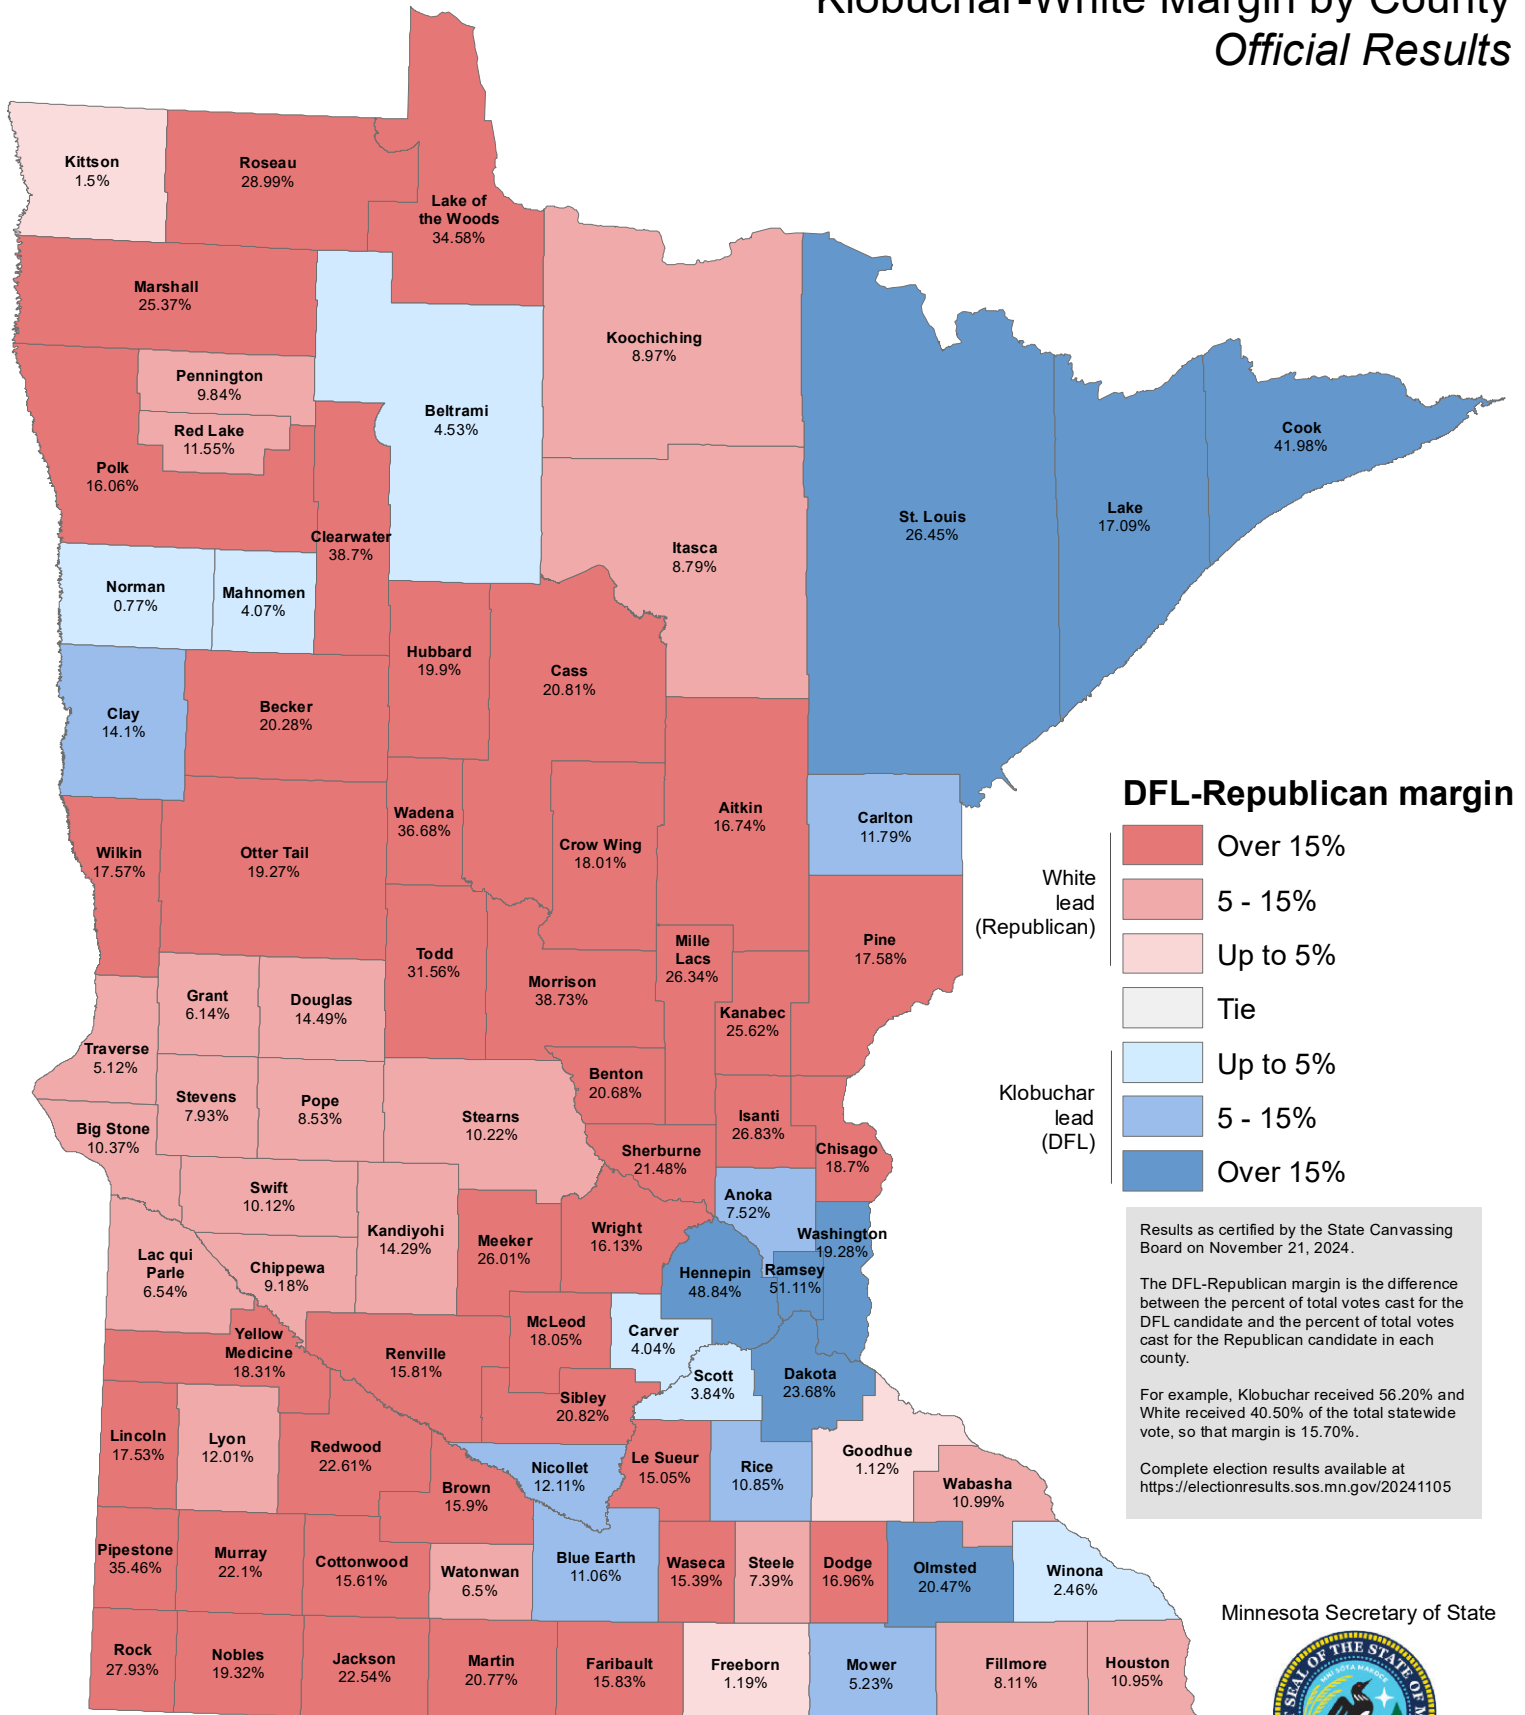 Klobuchar-White Margin by County
Official Results
Kittson
1.5%
Roseau
28.99%
Lake of
the Woods
34.58%
Marshall
25.37%
Koochiching
8.97%
Pennington
9.84%
Red Lake
11.55%
Beltrami
4.53%
Polk
16.06%
Cook
41.98%
St. Louis
26.45%
Lake
17.09%
Clearwater
38.7%
Itasca
8.79%
Norman
0.77%
Mahnomen
4.07%
Hubbard
19.9%
Cass
20.81%
Clay
14.1%
Becker
20.28%
Wadena
36.68%
Aitkin
16.74%
Carlton
11.79%
Wilkin
17.57%
Otter Tail
19.27%
Crow Wing
18.01%
Todd
31.56%
Mille
Lacs
26.34%
Pine
17.58%
Morrison
38.73%
Grant
6.14%
Douglas
14.49%
Kanabec
25.62%
Traverse
5.12%
Benton
20.68%
Stevens
7.93%
Pope
8.53%
Stearns
10.22%
Isanti
26.83%
Big Stone
10.37%
Sherburne
21.48%
Chisago
18.7%
Swift
10.12%
Anoka
7.52%
Kandiyohi
14.29%
Meeker
26.01%
Wright
16.13%
Washington
19.28%
Lac qui
Parle
6.54%
Chippewa
9.18%
Hennepin
48.84%
Ramsey
51.11%
McLeod
18.05%
Carver
4.04%
Yellow
Medicine
18.31%
Renville
15.81%
Scott
3.84%
Dakota
23.68%
Sibley
20.82%
Lincoln
17.53%
Lyon
12.01%
Redwood
22.61%
Le Sueur
15.05%
Goodhue
1.12%
Nicollet
12.11%
Rice
10.85%
Brown
15.9%
Wabasha
10.99%
Pipestone
35.46%
Murray
22.1%
Cottonwood
15.61%
Watonwan
6.5%
Blue Earth
11.06%
Waseca
15.39%
Steele
7.39%
Dodge
16.96%
Olmsted
20.47%
Winona
2.46%
Rock
27.93%
Nobles
19.32%
Jackson
22.54%
Martin
20.77%
Faribault
15.83%
Freeborn
1.19%
Mower
5.23%
Fillmore
8.11%
Houston
10.95%
DFL-Republican margin
White
lead
(Republican)
Over 15%
5 - 15%
Up to 5%
Tie
Klobuchar
lead
(DFL)
Up to 5%
5 - 15%
Over 15%
Results as certified by the State Canvassing
Board on November 21, 2024.
The DFL-Republican margin is the difference
between the percent of total votes cast for the
DFL candidate and the percent of total votes
cast for the Republican candidate in each
county.
For example, Klobuchar received 56.20% and
White received 40.50% of the total statewide
vote, so that margin is 15.70%.
Complete election results available at
https://electionresults.sos.mn.gov/20241105
Minnesota Secretary of State
SEAL OF THE STATE OF M
MNI SOTA MAKOCE